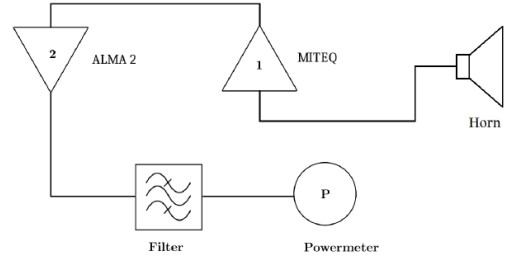 2
ALMA 2
1
MITEQ
Horn
P
Filter
Powermeter